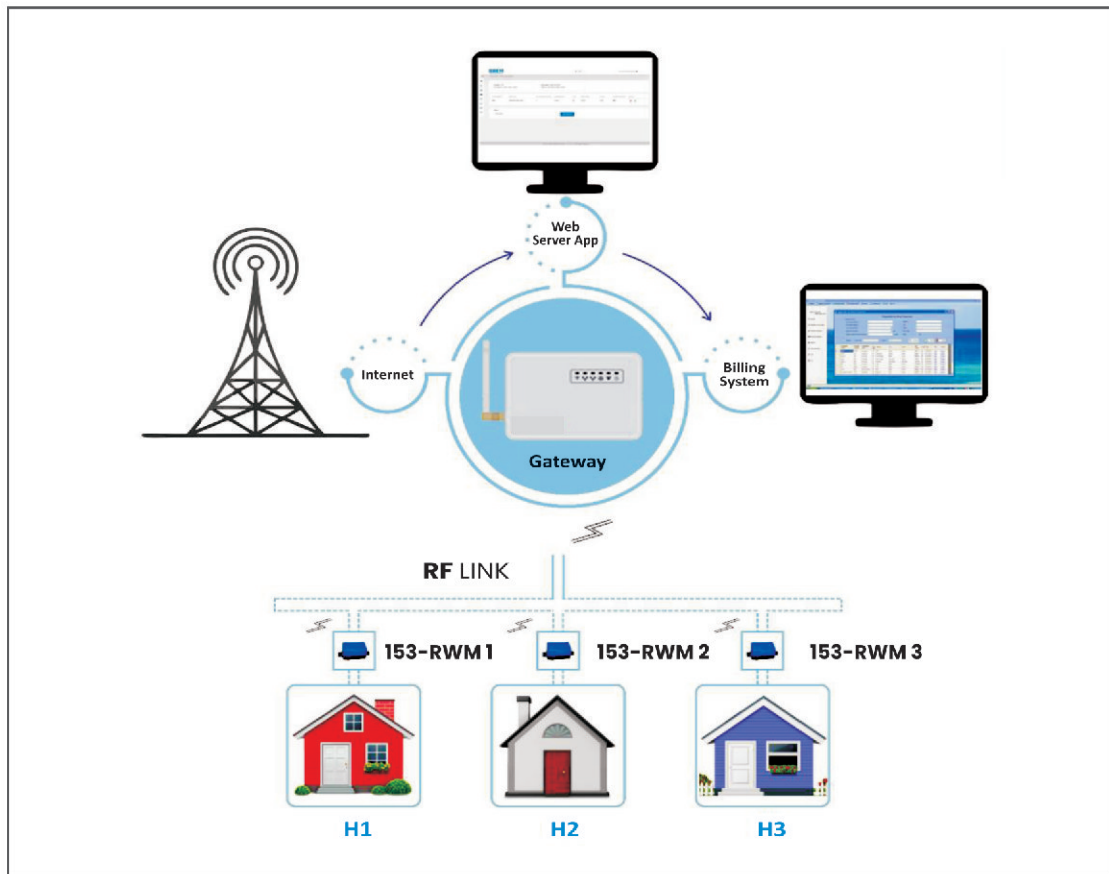 Web
Server App
Internet
Billing
System
Gateway
RF LINK
153-RWM 1
153-RWM 2
153-RWM 3
H1
H2
H3